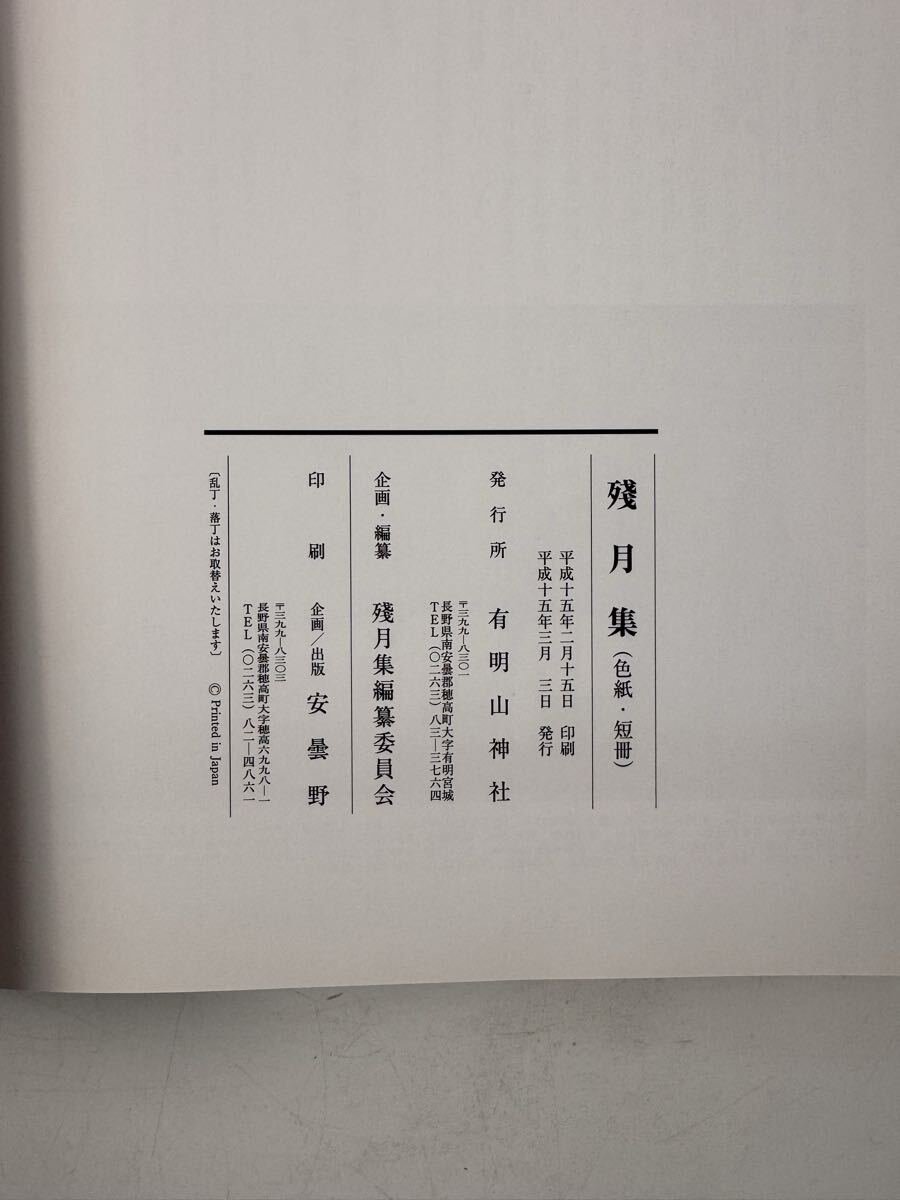 殘月集(色紙・短冊)
平成十五年二月十五日 印刷
平成十五年三月 三日 発行
発行所 有明山神社
〒三九九―八三〇一
長野県南安曇郡穂高町大字有明宮城
TEL(〇二六三)八三―三七六四
企画・編纂 殘月集編纂委員会
印刷 企画/出版 安曇野
〒三九九―八三〇三
長野県南安曇郡穂高町大字穂高六九九八―一
TEL(〇二六三)八二―四八六一
〔乱丁・落丁はお取替えいたします〕 © Printed in Japan